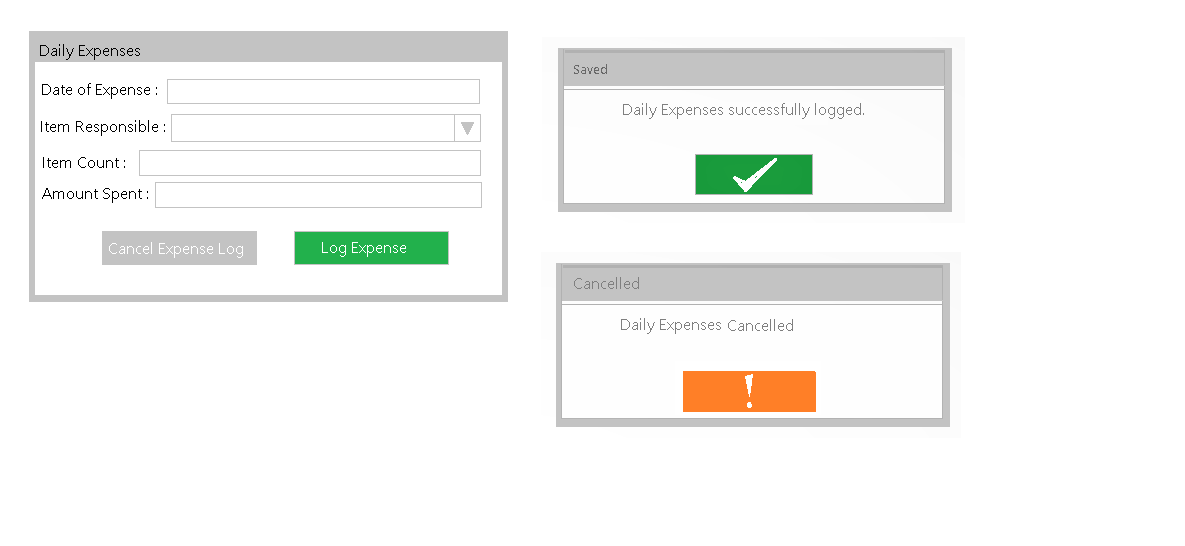 Daily Expenses
Date of Expense :
Item Responsible :
Item Count :
Amount Spent :
Cancel Expense Log
Log Expense
Saved
Daily Expenses successfully logged.
Cancelled
Daily Expenses Cancelled
!